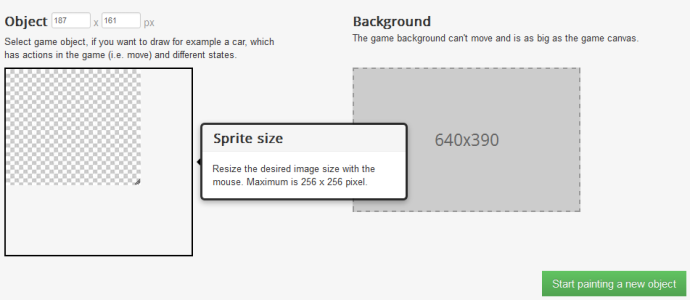 Object 187 x 161 px
Select game object, if you want to draw for example a car, which
has actions in the game (i.e. move) and different states.
Sprite size
Resize the desired image size with the
mouse. Maximum is 256 x 256 pixel.
Background
The game background can't move and is as big as the game canvas.
640x390
Start painting a new object